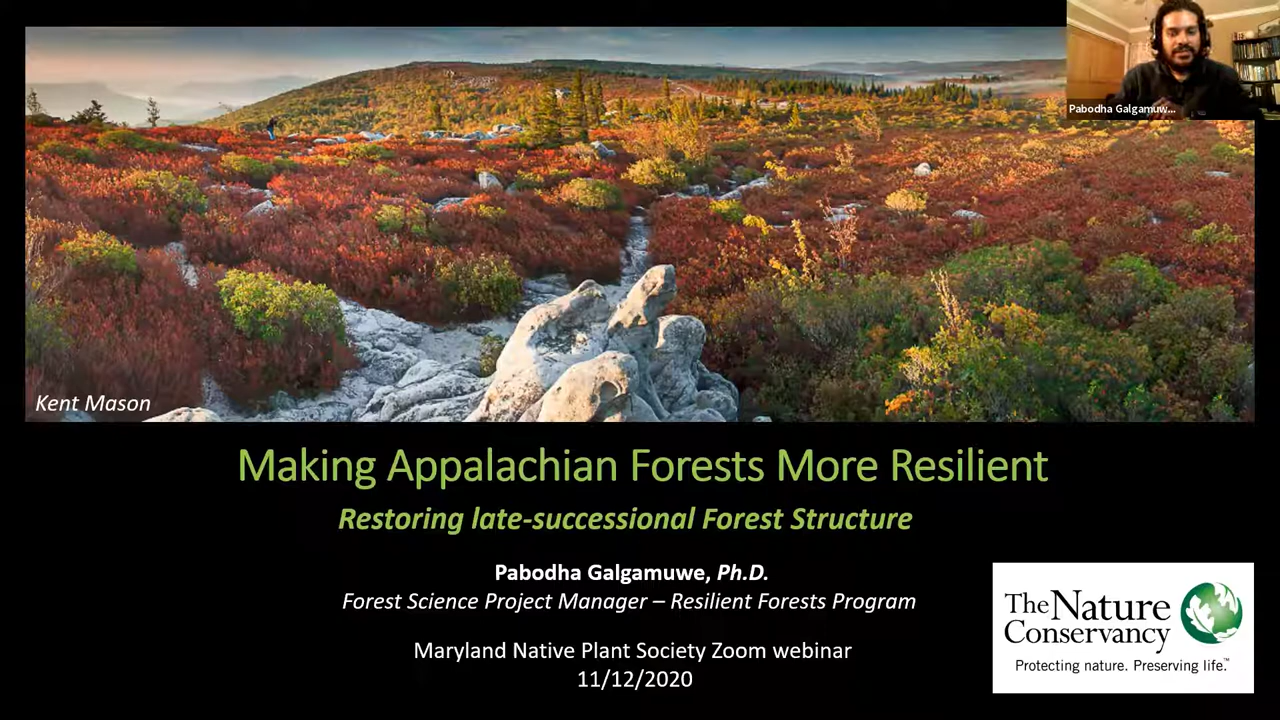 Pabodha Galgamuw...
Kent Mason
Making Appalachian Forests More Resilient
Restoring late-successional Forest Structure
Pabodha Galgamuwe, Ph.D.
Forest Science Project Manager – Resilient Forests Program
Maryland Native Plant Society Zoom webinar
11/12/2020
The Nature
Conservancy
Protecting nature. Preserving life.™